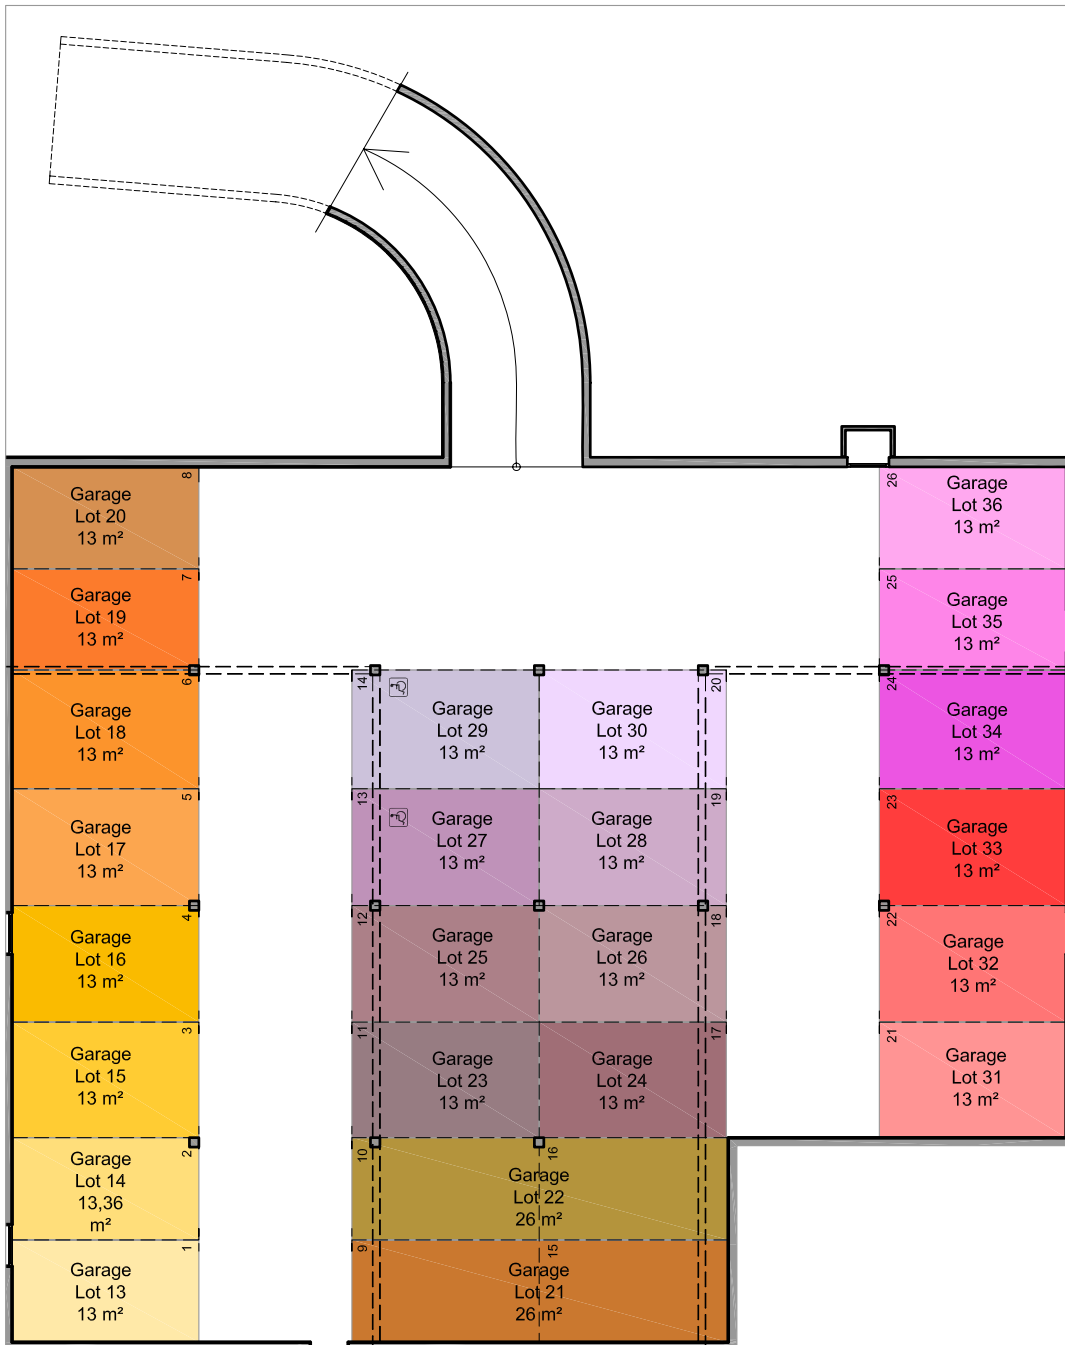 8
Garage
Lot 20
13 m²
7
Garage
Lot 19
13 m²
6
Garage
Lot 18
13 m²
5
Garage
Lot 17
13 m²
4
Garage
Lot 16
13 m²
3
Garage
Lot 15
13 m²
2
Garage
Lot 14
13,36
m²
1
Garage
Lot 13
13 m²
14
Garage
Lot 29
13 m²
20
Garage
Lot 30
13 m²
13
Garage
Lot 27
13 m²
19
Garage
Lot 28
13 m²
12
Garage
Lot 25
13 m²
18
Garage
Lot 26
13 m²
11
Garage
Lot 23
13 m²
17
Garage
Lot 24
13 m²
10
16
Garage
Lot 22
26 m²
9
15
Garage
Lot 21
26 m²
26
Garage
Lot 36
13 m²
25
Garage
Lot 35
13 m²
24
Garage
Lot 34
13 m²
23
Garage
Lot 33
13 m²
22
Garage
Lot 32
13 m²
21
Garage
Lot 31
13 m²